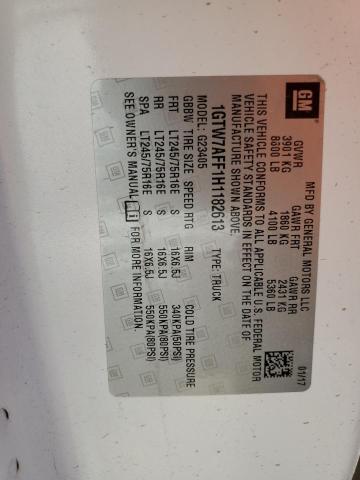 GM
MFD BY GENERAL MOTORS LLC 01/17
GVWR GAWR FRT GAWR RR
3901 KG 1860 KG 2431 KG
8600 LB 4100 LB 5360 LB
THIS VEHICLE CONFORMS TO ALL APPLICABLE U.S. FEDERAL MOTOR
VEHICLE SAFETY STANDARDS IN EFFECT ON THE DATE OF
MANUFACTURE SHOWN ABOVE.
1GTW7AFF1H1182613 TYPE: TRUCK
MODEL: G23405
GBBW TIRE SIZE SPEED RTG RIM COLD TIRE PRESSURE
FRT LT245/75R16E S 16X6.5J 340KPA(50PSI)
RR LT245/75R16E S 16X6.5J 550KPA(80PSI)
SPA LT245/75R16E S 16X6.5J 550KPA(80PSI)
SEE OWNER'S MANUAL FOR MORE INFORMATION.